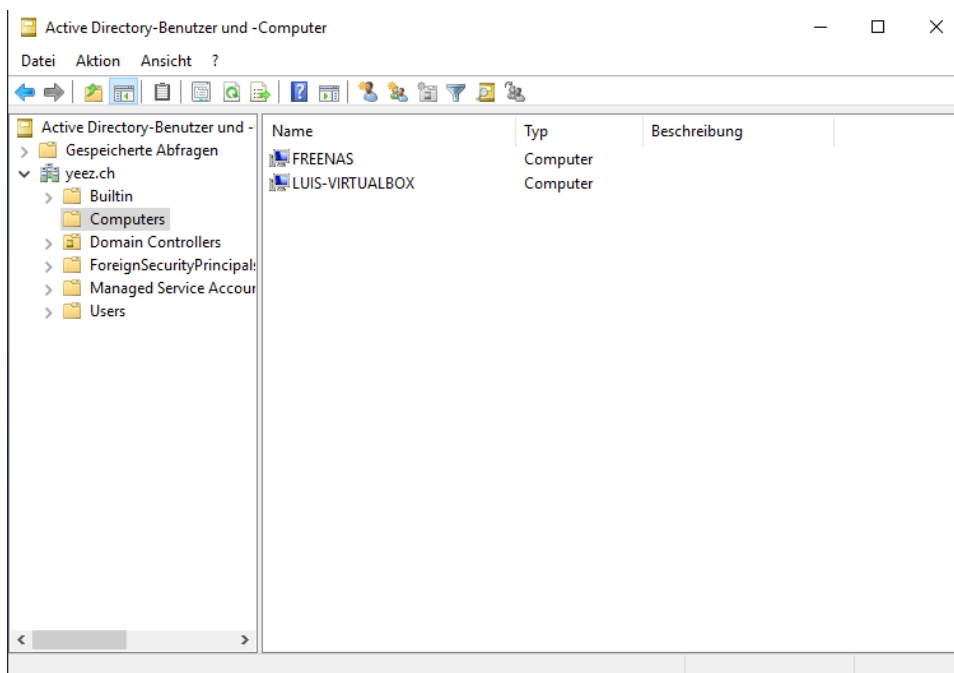 Active Directory-Benutzer und -Computer
Datei Aktion Ansicht ?
Active Directory-Benutzer und -
Gespeicherte Abfragen
yeez.ch
Builtin
Computers
Domain Controllers
ForeignSecurityPrincipals
Managed Service Accour
Users
Name Typ Beschreibung
FREENAS Computer
LUIS-VIRTUALBOX Computer